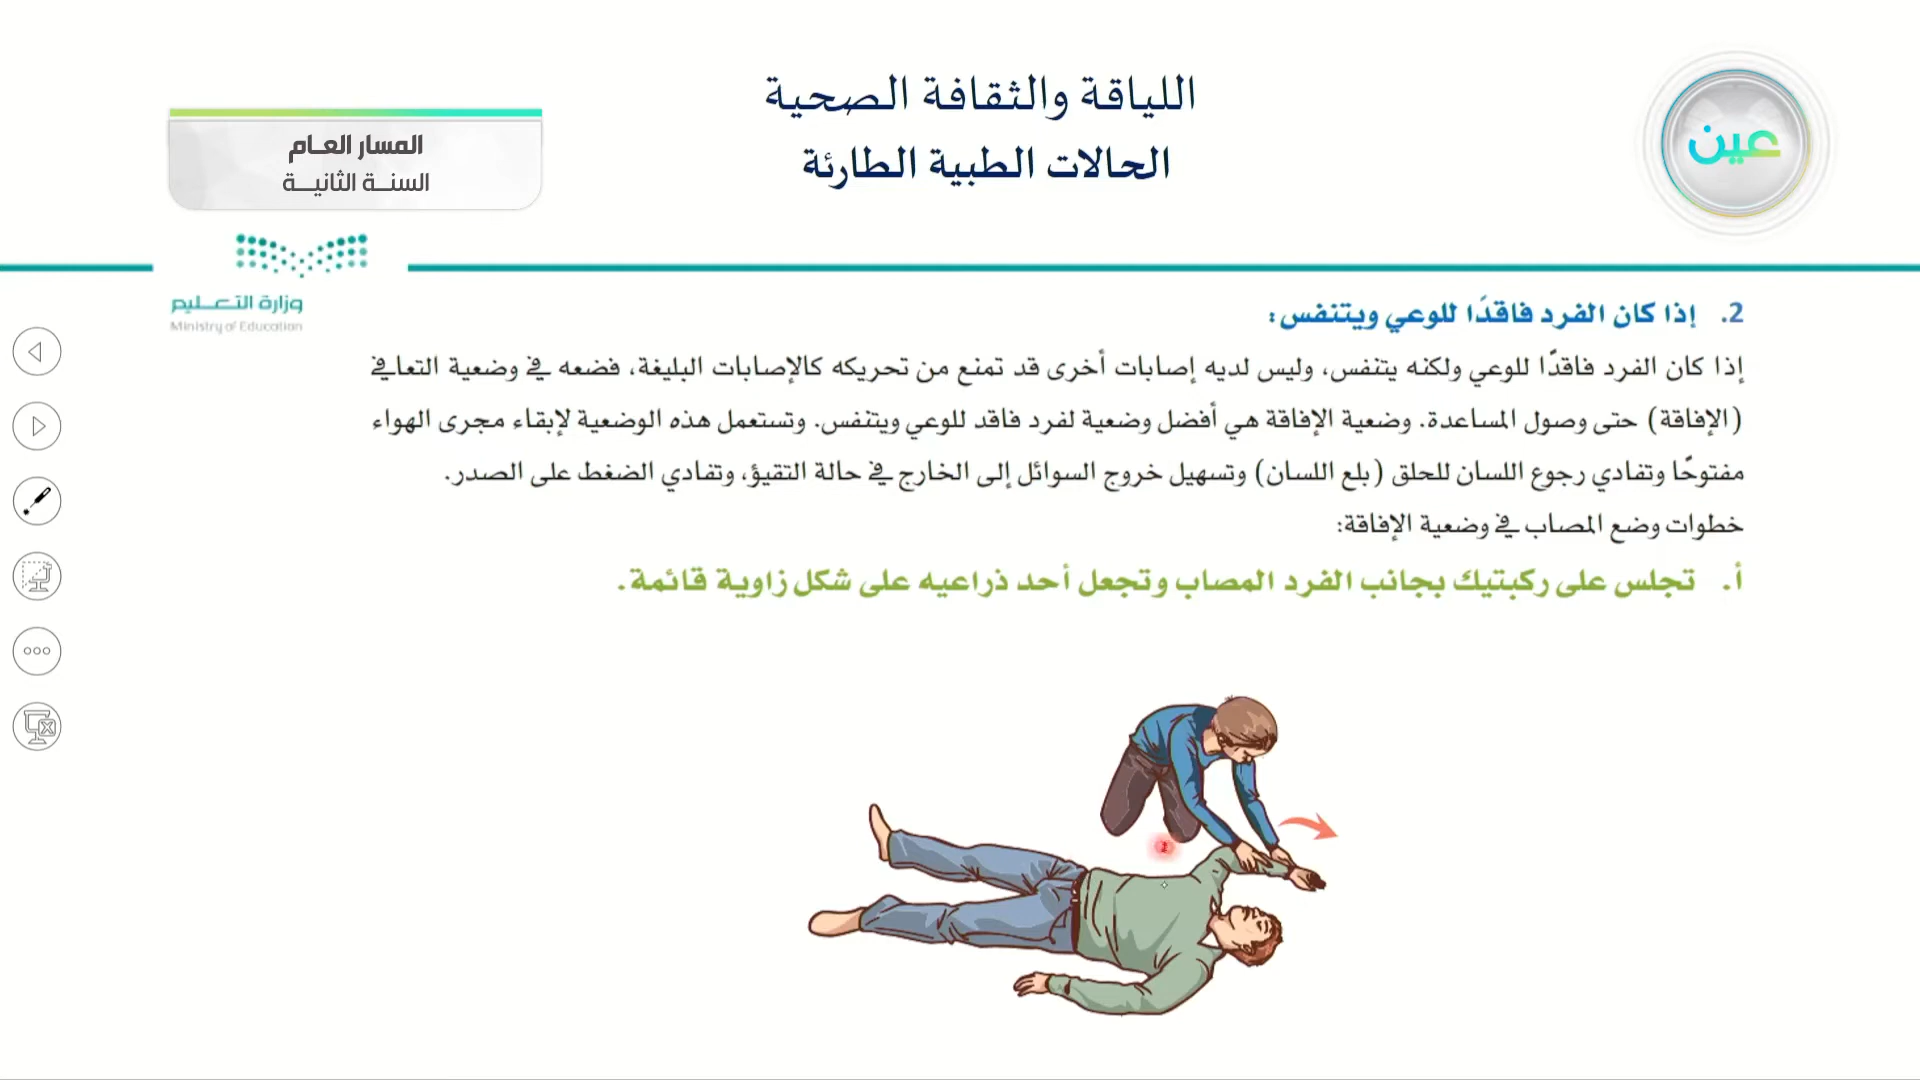 اللياقة والثقافة الصحية
الحالات الطبية الطارئة
عين
المسار العام
السنة الثانية
وزارة التعليم
Ministry of Education
2. إذا كان الفرد فاقدًا للوعي ويتنفس:
إذا كان الفرد فاقدًا للوعي ولكنه يتنفس، وليس لديه إصابات أخرى قد تمنع من تحريكه كالإصابات البليغة، فضعه في وضعية التعافي
(الإفاقة) حتى وصول المساعدة. وضعية الإفاقة هي أفضل وضعية لفرد فاقد للوعي ويتنفس. وتستعمل هذه الوضعية لإبقاء مجرى الهواء
مفتوحًا وتفادي رجوع اللسان للحلق (بلع اللسان) وتسهيل خروج السوائل إلى الخارج في حالة التقيؤ، وتفادي الضغط على الصدر.
خطوات وضع المصاب في وضعية الإفاقة:
أ. تجلس على ركبتيك بجانب الفرد المصاب وتجعل أحد ذراعيه على شكل زاوية قائمة.